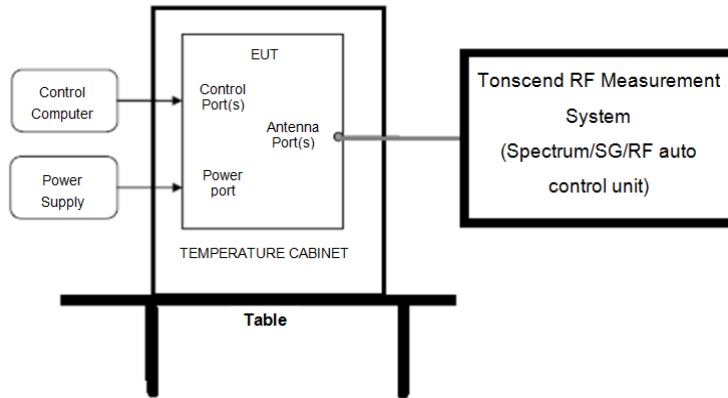 Control
Computer
Power
Supply
EUT
Control
Port(s)
Antenna
Port(s)
Power
port
TEMPERATURE CABINET
Table
Tonscend RF Measurement
System
(Spectrum/SG/RF auto
control unit)